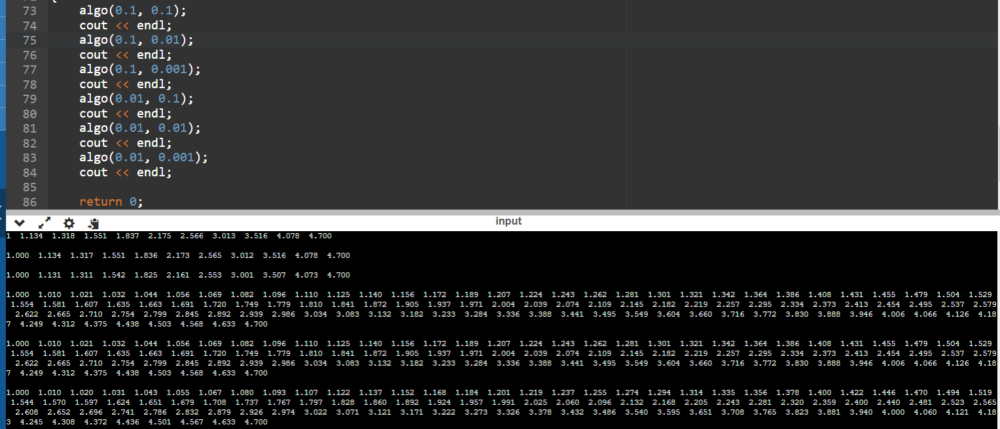 73 algo(0.1, 0.1);
74 cout << endl;
75 algo(0.1, 0.01);
76 cout << endl;
77 algo(0.1, 0.001);
78 cout << endl;
79 algo(0.01, 0.1);
80 cout << endl;
81 algo(0.01, 0.01);
82 cout << endl;
83 algo(0.01, 0.001);
84 cout << endl;
85
86 return 0;
input
1 1.134 1.318 1.551 1.837 2.175 2.566 3.013 3.516 4.078 4.700
1.000 1.134 1.317 1.551 1.836 2.173 2.565 3.012 3.516 4.078 4.700
1.000 1.131 1.311 1.542 1.825 2.161 2.553 3.001 3.507 4.073 4.700
1.000 1.010 1.021 1.032 1.044 1.056 1.069 1.082 1.096 1.110 1.125 1.140 1.156 1.172 1.189 1.207 1.224 1.243 1.262 1.281 1.301 1.321 1.342 1.364 1.386 1.408 1.431 1.455 1.479 1.504 1.529
1.554 1.581 1.607 1.635 1.663 1.691 1.720 1.749 1.779 1.810 1.841 1.872 1.905 1.937 1.971 2.004 2.039 2.074 2.109 2.145 2.182 2.219 2.257 2.295 2.334 2.373 2.413 2.454 2.495 2.537 2.579
2.622 2.665 2.710 2.754 2.799 2.845 2.892 2.939 2.986 3.034 3.083 3.132 3.182 3.233 3.284 3.336 3.388 3.441 3.495 3.549 3.604 3.660 3.716 3.772 3.830 3.888 3.946 4.006 4.066 4.126 4.18
7 4.249 4.312 4.375 4.438 4.503 4.568 4.633 4.700
1.000 1.010 1.021 1.032 1.044 1.056 1.069 1.082 1.096 1.110 1.125 1.140 1.156 1.172 1.189 1.207 1.224 1.243 1.262 1.281 1.301 1.321 1.342 1.364 1.386 1.408 1.431 1.455 1.479 1.504 1.529
1.554 1.581 1.607 1.635 1.663 1.691 1.720 1.749 1.779 1.810 1.841 1.872 1.905 1.937 1.971 2.004 2.039 2.074 2.109 2.145 2.182 2.219 2.257 2.295 2.334 2.373 2.413 2.454 2.495 2.537 2.579
2.622 2.665 2.710 2.754 2.799 2.845 2.892 2.939 2.986 3.034 3.083 3.132 3.182 3.233 3.284 3.336 3.388 3.441 3.495 3.549 3.604 3.660 3.716 3.772 3.830 3.888 3.946 4.006 4.066 4.126 4.18
7 4.249 4.312 4.375 4.438 4.503 4.568 4.633 4.700
1.000 1.010 1.020 1.031 1.043 1.055 1.067 1.080 1.093 1.107 1.122 1.137 1.152 1.168 1.184 1.201 1.219 1.237 1.255 1.274 1.294 1.314 1.335 1.356 1.378 1.400 1.422 1.446 1.470 1.494 1.519
1.544 1.570 1.597 1.624 1.651 1.679 1.708 1.737 1.767 1.797 1.828 1.860 1.892 1.924 1.957 1.991 2.025 2.060 2.096 2.132 2.168 2.205 2.243 2.281 2.320 2.359 2.400 2.440 2.481 2.523 2.565
2.608 2.652 2.696 2.741 2.786 2.832 2.879 2.926 2.974 3.022 3.071 3.121 3.171 3.222 3.273 3.326 3.378 3.432 3.486 3.540 3.595 3.651 3.708 3.765 3.823 3.881 3.940 4.000 4.060 4.121 4.18
3 4.245 4.308 4.372 4.436 4.501 4.567 4.633 4.700